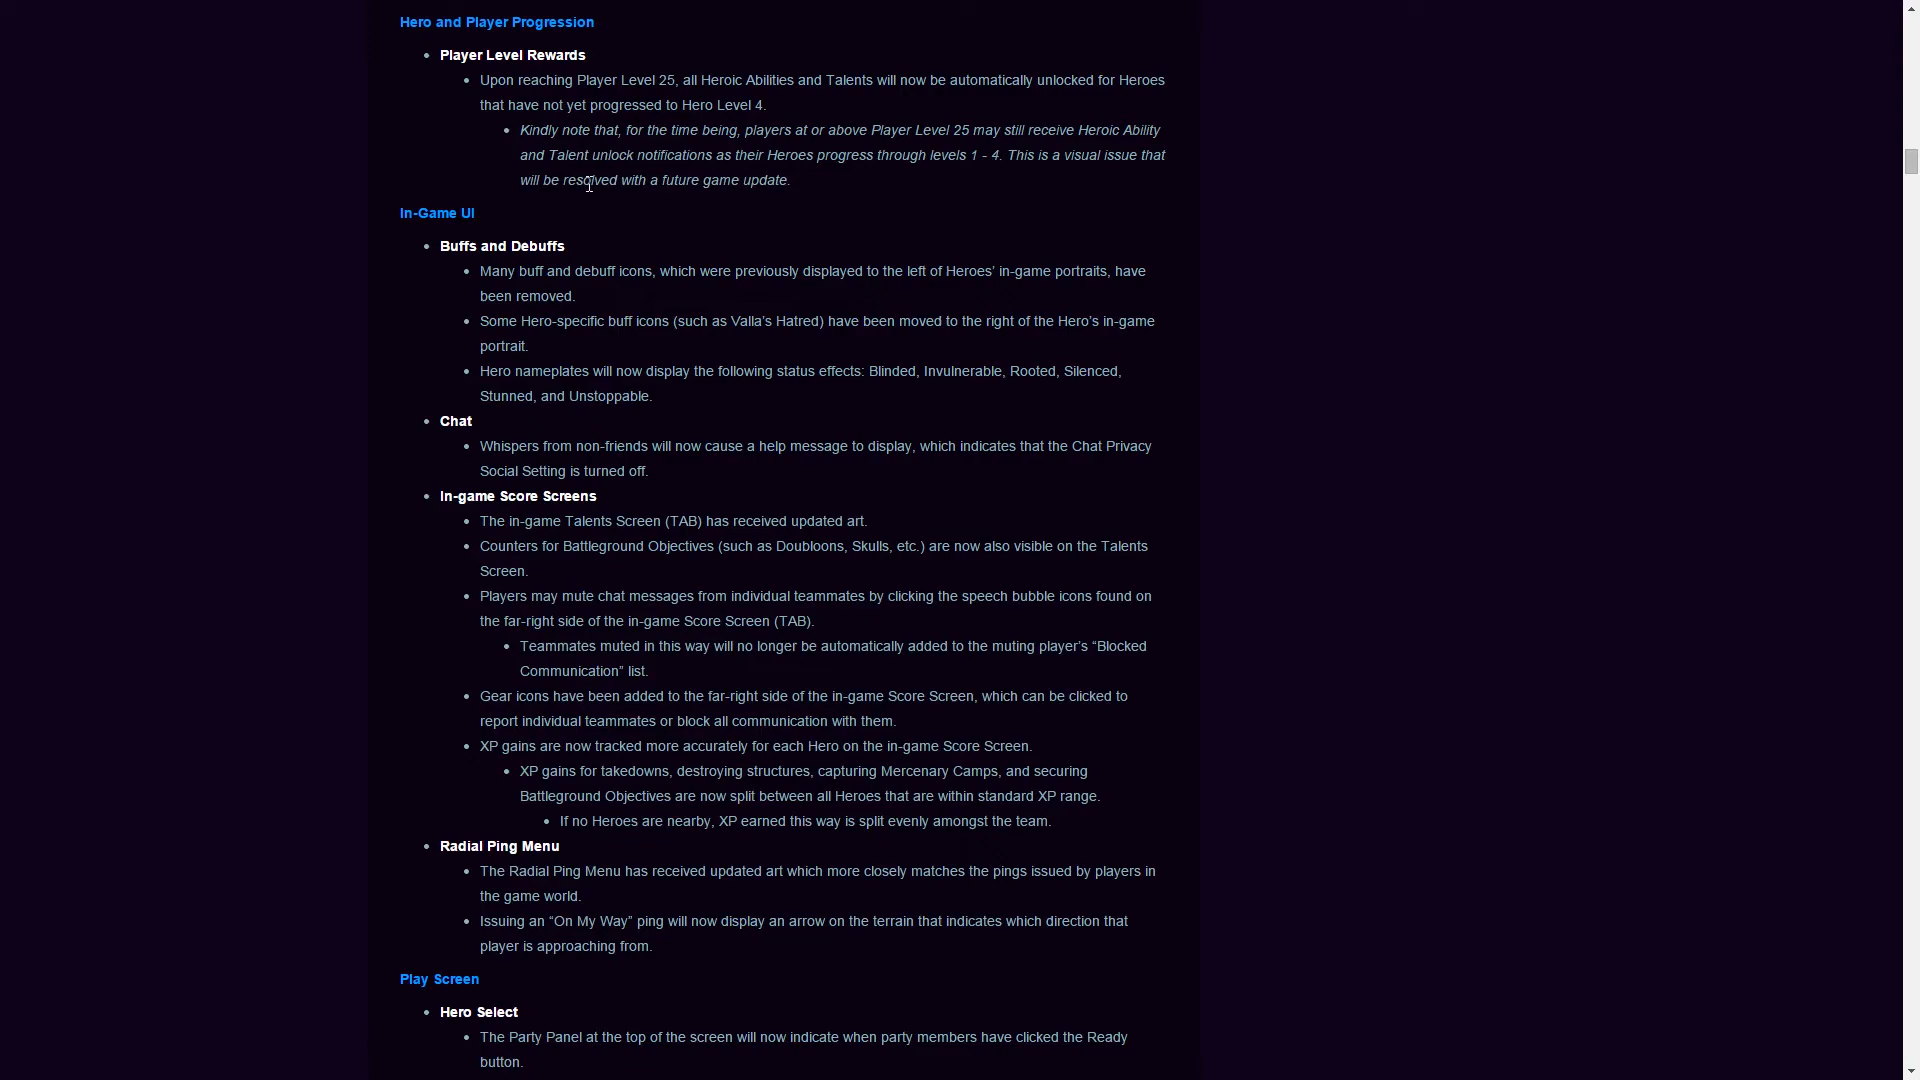 Hero and Player Progression
Player Level Rewards
Upon reaching Player Level 25, all Heroic Abilities and Talents will now be automatically unlocked for Heroes
that have not yet progressed to Hero Level 4.
Kindly note that, for the time being, players at or above Player Level 25 may still receive Heroic Ability
and Talent unlock notifications as their Heroes progress through levels 1 - 4. This is a visual issue that
will be resolved with a future game update.
In-Game UI
Buffs and Debuffs
Many buff and debuff icons, which were previously displayed to the left of Heroes’ in-game portraits, have
been removed.
Some Hero-specific buff icons (such as Valla’s Hatred) have been moved to the right of the Hero’s in-game
portrait.
Hero nameplates will now display the following status effects: Blinded, Invulnerable, Rooted, Silenced,
Stunned, and Unstoppable.
Chat
Whispers from non-friends will now cause a help message to display, which indicates that the Chat Privacy
Social Setting is turned off.
In-game Score Screens
The in-game Talents Screen (TAB) has received updated art.
Counters for Battleground Objectives (such as Doubloons, Skulls, etc.) are now also visible on the Talents
Screen.
Players may mute chat messages from individual teammates by clicking the speech bubble icons found on
the far-right side of the in-game Score Screen (TAB).
Teammates muted in this way will no longer be automatically added to the muting player’s “Blocked
Communication” list.
Gear icons have been added to the far-right side of the in-game Score Screen, which can be clicked to
report individual teammates or block all communication with them.
XP gains are now tracked more accurately for each Hero on the in-game Score Screen.
XP gains for takedowns, destroying structures, capturing Mercenary Camps, and securing
Battleground Objectives are now split between all Heroes that are within standard XP range.
If no Heroes are nearby, XP earned this way is split evenly amongst the team.
Radial Ping Menu
The Radial Ping Menu has received updated art which more closely matches the pings issued by players in
the game world.
Issuing an “On My Way” ping will now display an arrow on the terrain that indicates which direction that
player is approaching from.
Play Screen
Hero Select
The Party Panel at the top of the screen will now indicate when party members have clicked the Ready
button.